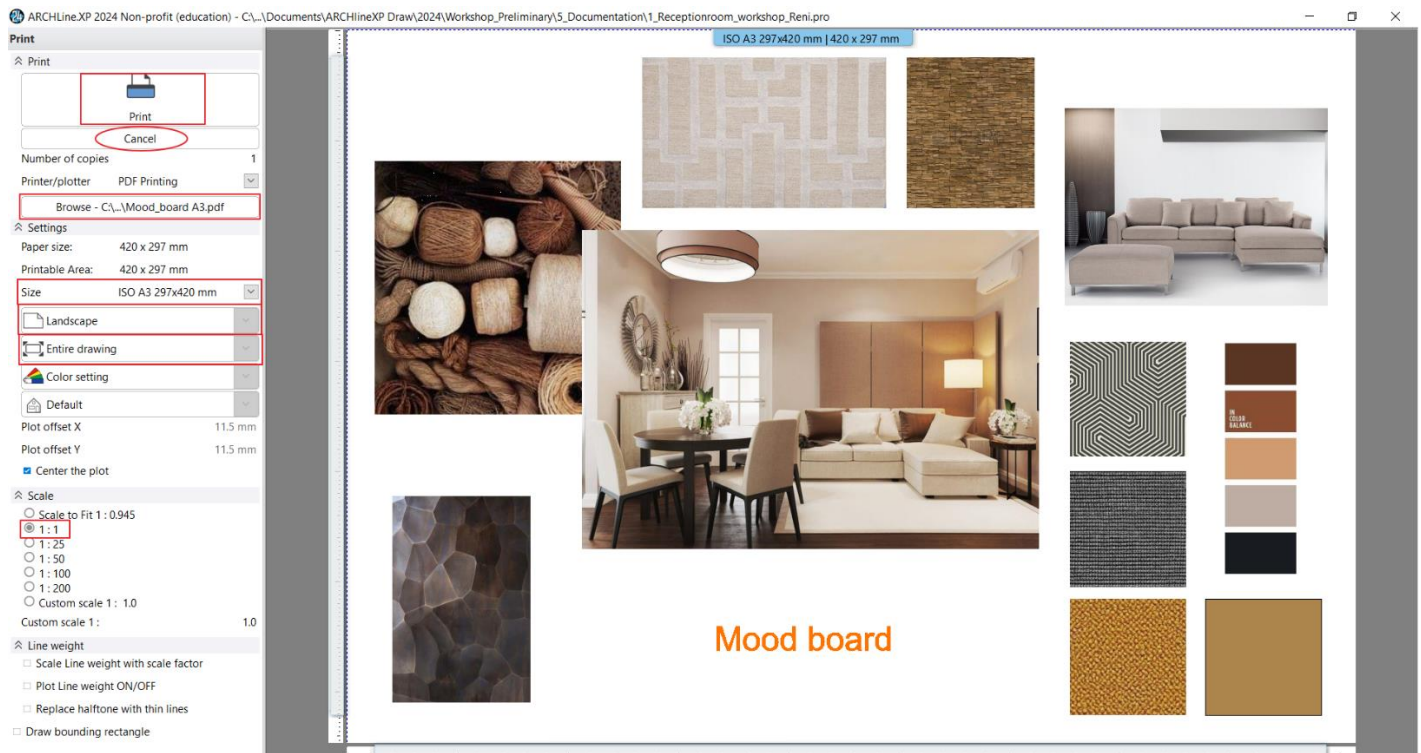 ARCHLine.XP 2024 Non-profit (education) - C:\...\Documents\ARCHlineXP Draw\2024\Workshop_Preliminary\5_Documentation\1_Receptionroom_workshop_Reni.pro
Print
Print
Print
Cancel
Number of copies 1
Printer/plotter PDF Printing
Browse - C:\...\Mood_board A3.pdf
Settings
Paper size: 420 x 297 mm
Printable Area: 420 x 297 mm
Size ISO A3 297x420 mm
Landscape
Entire drawing
Color setting
Default
Plot offset X 11.5 mm
Plot offset Y 11.5 mm
Center the plot
Scale
Scale to Fit 1 : 0.945
1 : 1
1 : 25
1 : 50
1 : 100
1 : 200
Custom scale 1 : 1.0
Custom scale 1 : 1.0
Line weight
Scale Line weight with scale factor
Plot Line weight ON/OFF
Replace halftone with thin lines
Draw bounding rectangle
ISO A3 297x420 mm | 420 x 297 mm
IN
COLOR
BALANCE
Mood board